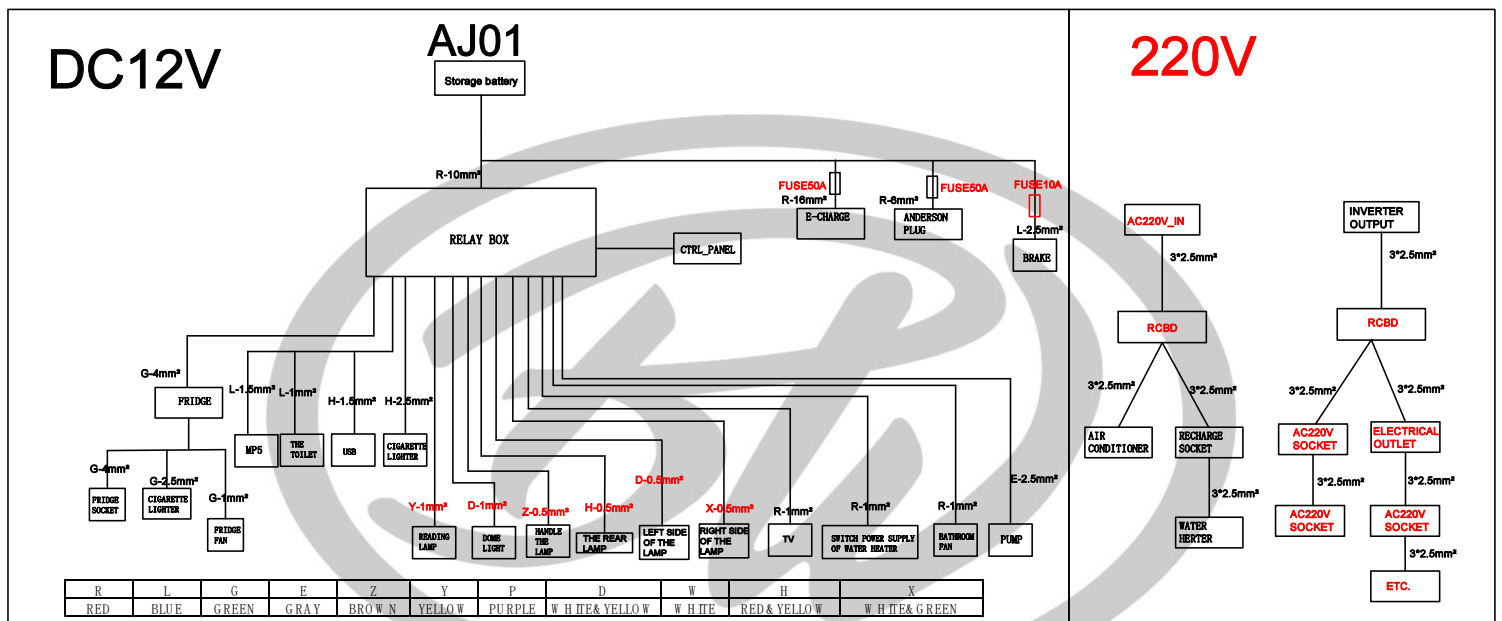 DC12V
AJ01
220V
Storage battery
R-10mm²
RELAY BOX
CTRL_PANEL
FUSE50A
R-16mm²
E-CHARGE
FUSE50A
R-6mm²
ANDERSON
PLUG
FUSE10A
L-2.5mm²
BRAKE
G-4mm²
FRIDGE
G-4mm²
FRIDGE
SOCKET
G-2.5mm²
CIGARETTE
LIGHTER
G-1mm²
FRIDGE
FAN
L-1.5mm²
MP5
L-1mm²
THE
TOILET
H-1.5mm²
USB
H-2.5mm²
CIGARETTE
LIGHTER
Y-1mm²
READING
LAMP
D-1mm²
DOME
LIGHT
Z-0.5mm²
HANDLE
THE
LAMP
H-0.5mm²
THE REAR
LAMP
D-0.5mm²
LEFT SIDE
OF THE
LAMP
X-0.5mm²
RIGHT SIDE
OF THE
LAMP
R-1mm²
TV
R-1mm²
SWITCH POWER SUPPLY
OF WATER HEATER
R-1mm²
BATHROOM
FAN
E-2.5mm²
PUMP
R L G E Z Y P D W H X
RED BLUE GREEN GRAY BROWN YELLOW PURPLE WHITE&YELLOW WHITE RED&YELLOW WHITE&GREEN
AC220V_IN
3*2.5mm²
RCBD
3*2.5mm²
AIR
CONDITIONER
3*2.5mm²
RECHARGE
SOCKET
3*2.5mm²
WATER
HERTER
INVERTER
OUTPUT
3*2.5mm²
RCBD
3*2.5mm²
AC220V
SOCKET
3*2.5mm²
AC220V
SOCKET
3*2.5mm²
ELECTRICAL
OUTLET
3*2.5mm²
AC220V
SOCKET
3*2.5mm²
ETC.